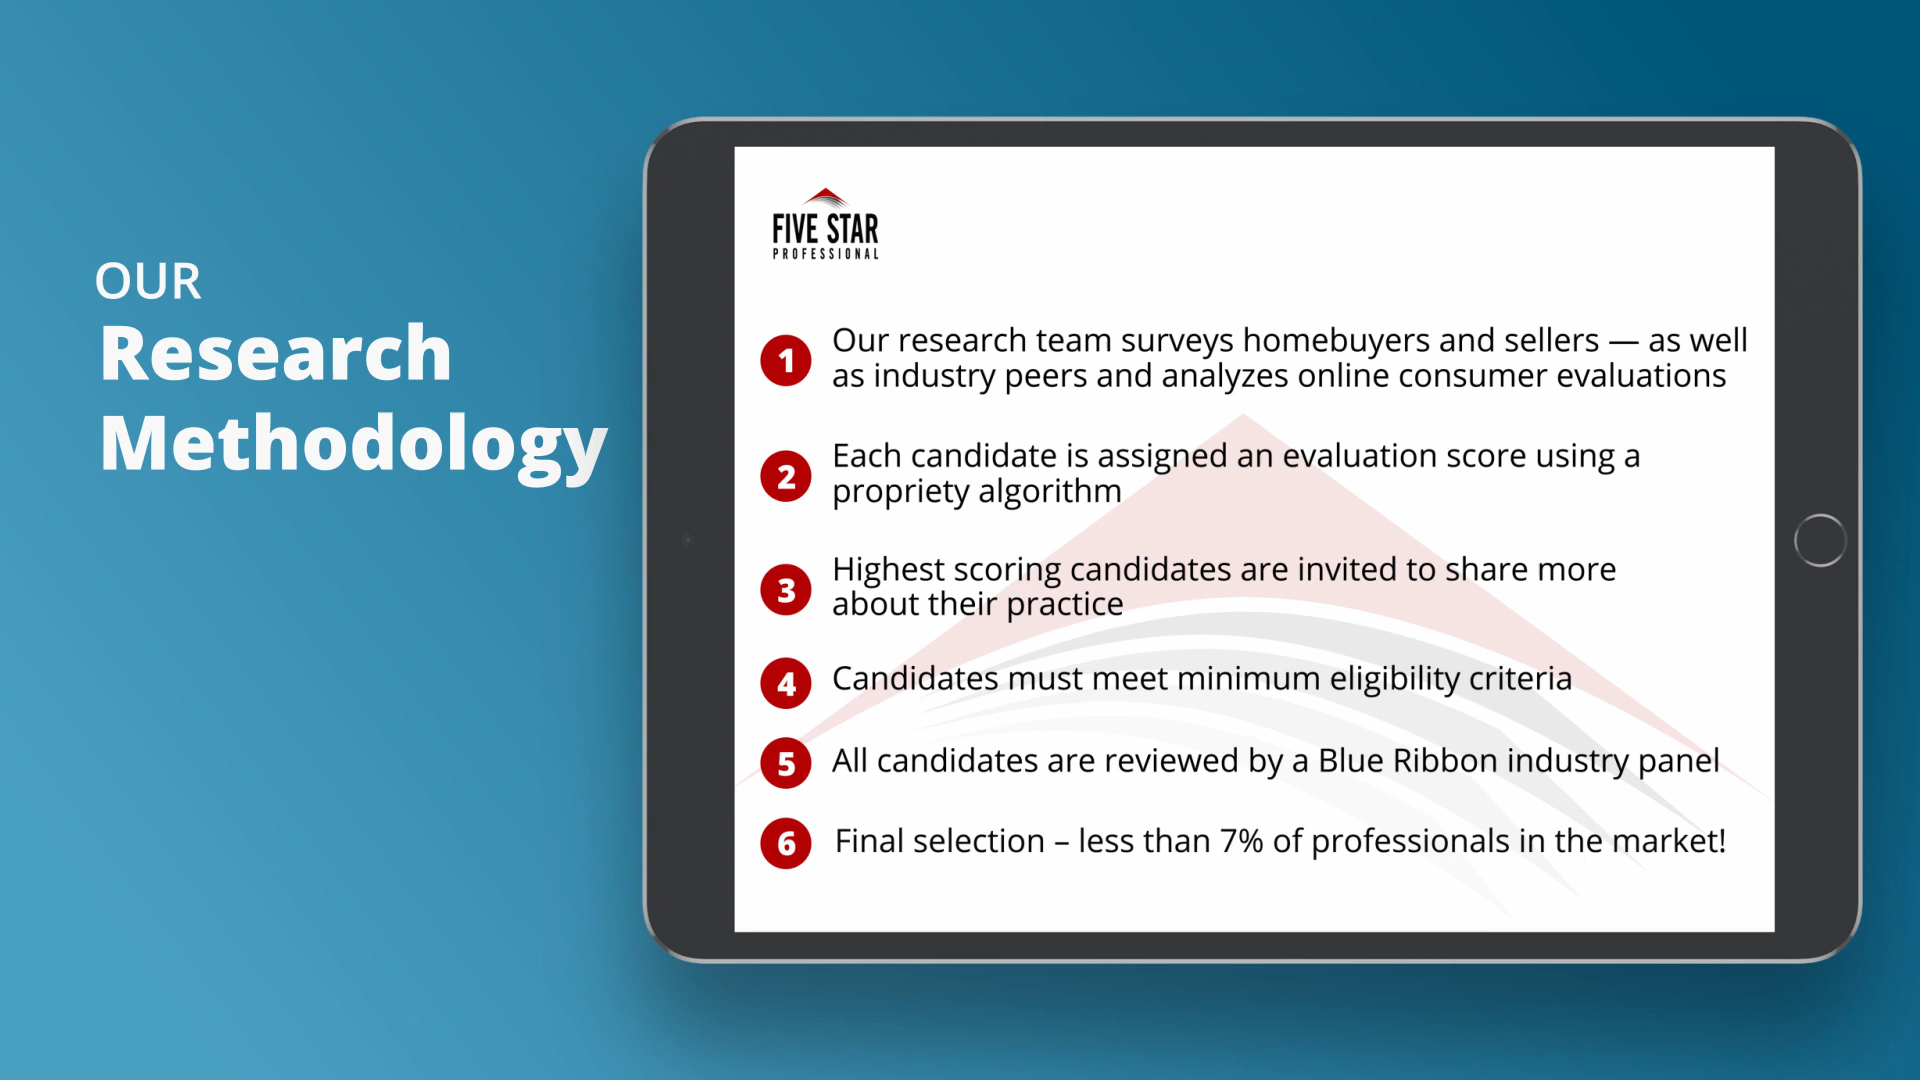 OUR
Research
Methodology
FIVE STAR
PROFESSIONAL
1 Our research team surveys homebuyers and sellers — as well
as industry peers and analyzes online consumer evaluations
2 Each candidate is assigned an evaluation score using a
propriety algorithm
3 Highest scoring candidates are invited to share more
about their practice
4 Candidates must meet minimum eligibility criteria
5 All candidates are reviewed by a Blue Ribbon industry panel
6 Final selection – less than 7% of professionals in the market!